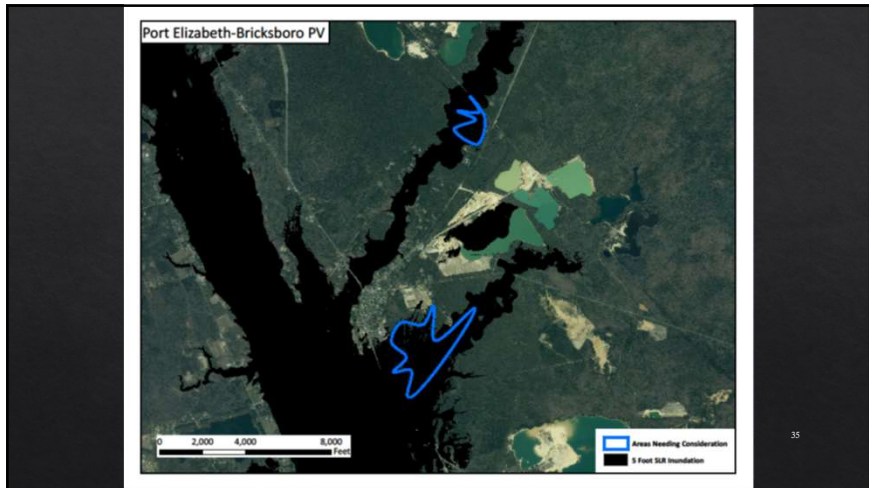 Port Elizabeth-Bricksboro PV
0 2,000 4,000 8,000
Feet
Areas Needing Consideration
5 Foot SLR Inundation
35